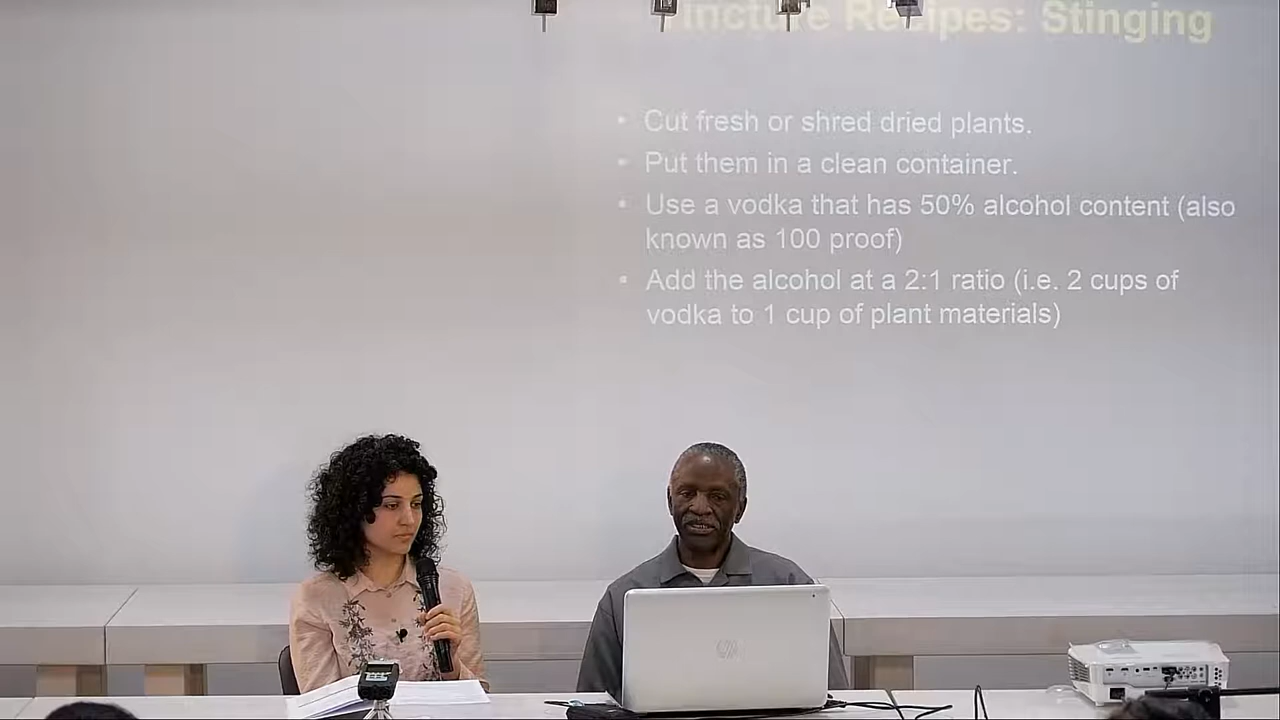 Tincture Recipes: Stinging
• Cut fresh or shred dried plants.
• Put them in a clean container.
• Use a vodka that has 50% alcohol content (also
known as 100 proof)
• Add the alcohol at a 2:1 ratio (i.e. 2 cups of
vodka to 1 cup of plant materials)
hp